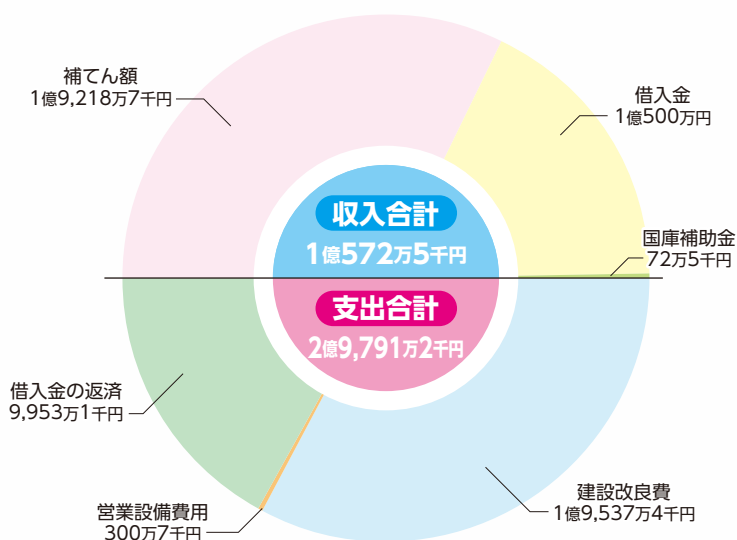 補てん額
1億9,218万7千円
借入金
1億500万円
国庫補助金
72万5千円
収入合計
1億572万5千円
支出合計
2億9,791万2千円
借入金の返済
9,953万1千円
営業設備費用
300万7千円
建設改良費
1億9,537万4千円